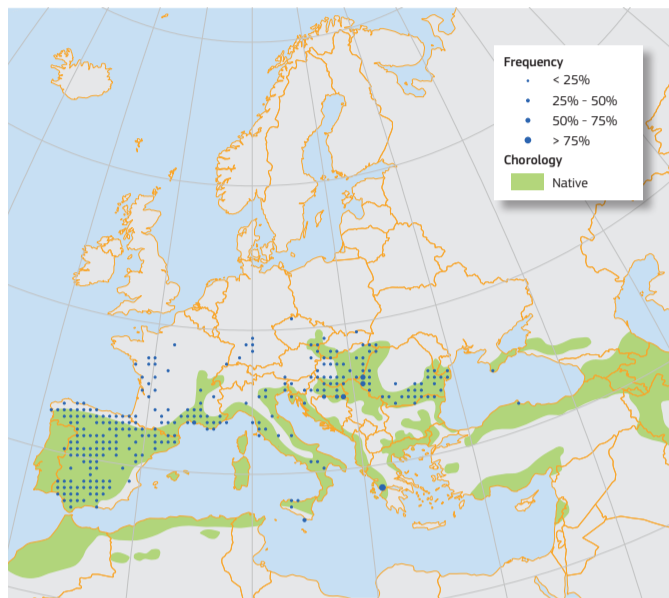 Frequency
< 25%
25% - 50%
50% - 75%
> 75%
Chorology
Native